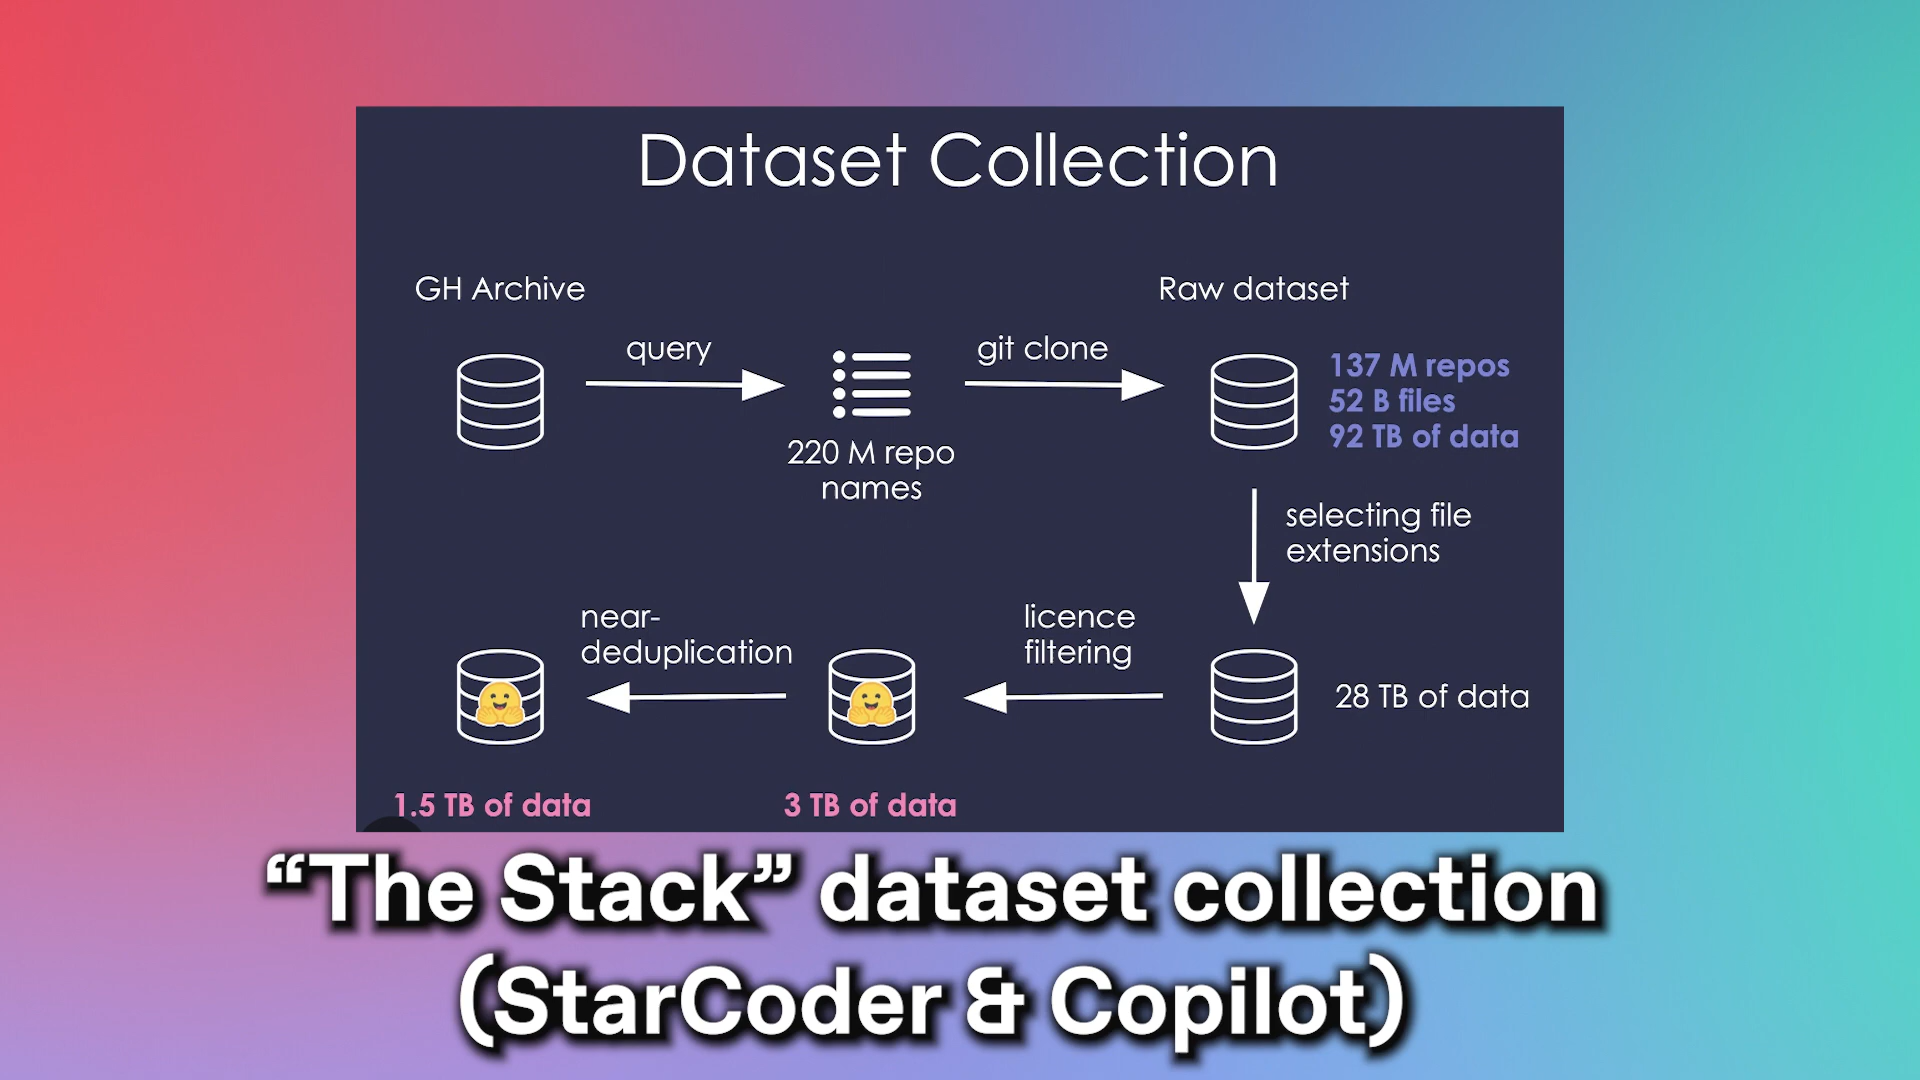 Dataset Collection
GH Archive
query
220 M repo
names
git clone
Raw dataset
137 M repos
52 B files
92 TB of data
selecting file
extensions
28 TB of data
licence
filtering
3 TB of data
near-
deduplication
1.5 TB of data
“The Stack” dataset collection
(StarCoder & Copilot)